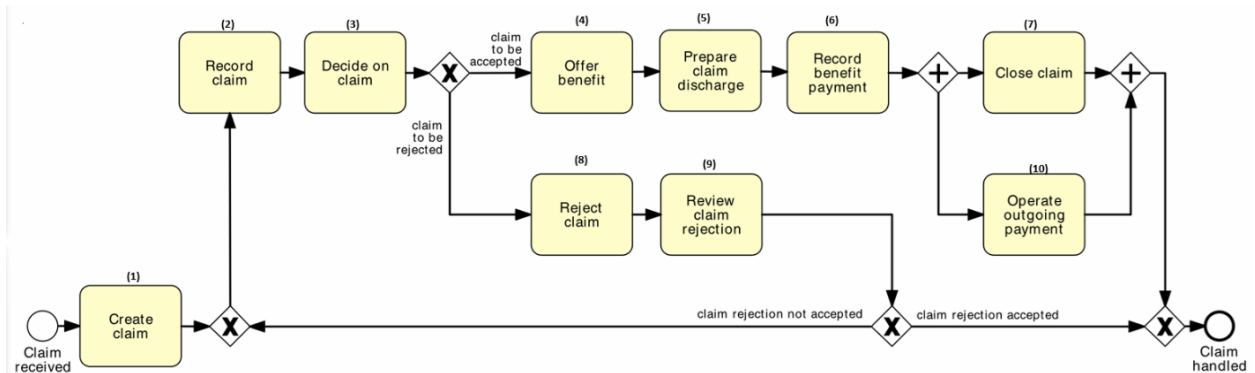 (2)
Record
claim
(3)
Decide on
claim
claim
to be
accepted
(4)
Offer
benefit
(5)
Prepare
claim
discharge
(6)
Record
benefit
payment
(7)
Close claim
claim
to be
rejected
(8)
Reject
claim
(9)
Review
claim
rejection
(10)
Operate
outgoing
payment
(1)
Create
claim
Claim
received
claim rejection not accepted
claim rejection accepted
Claim
handled